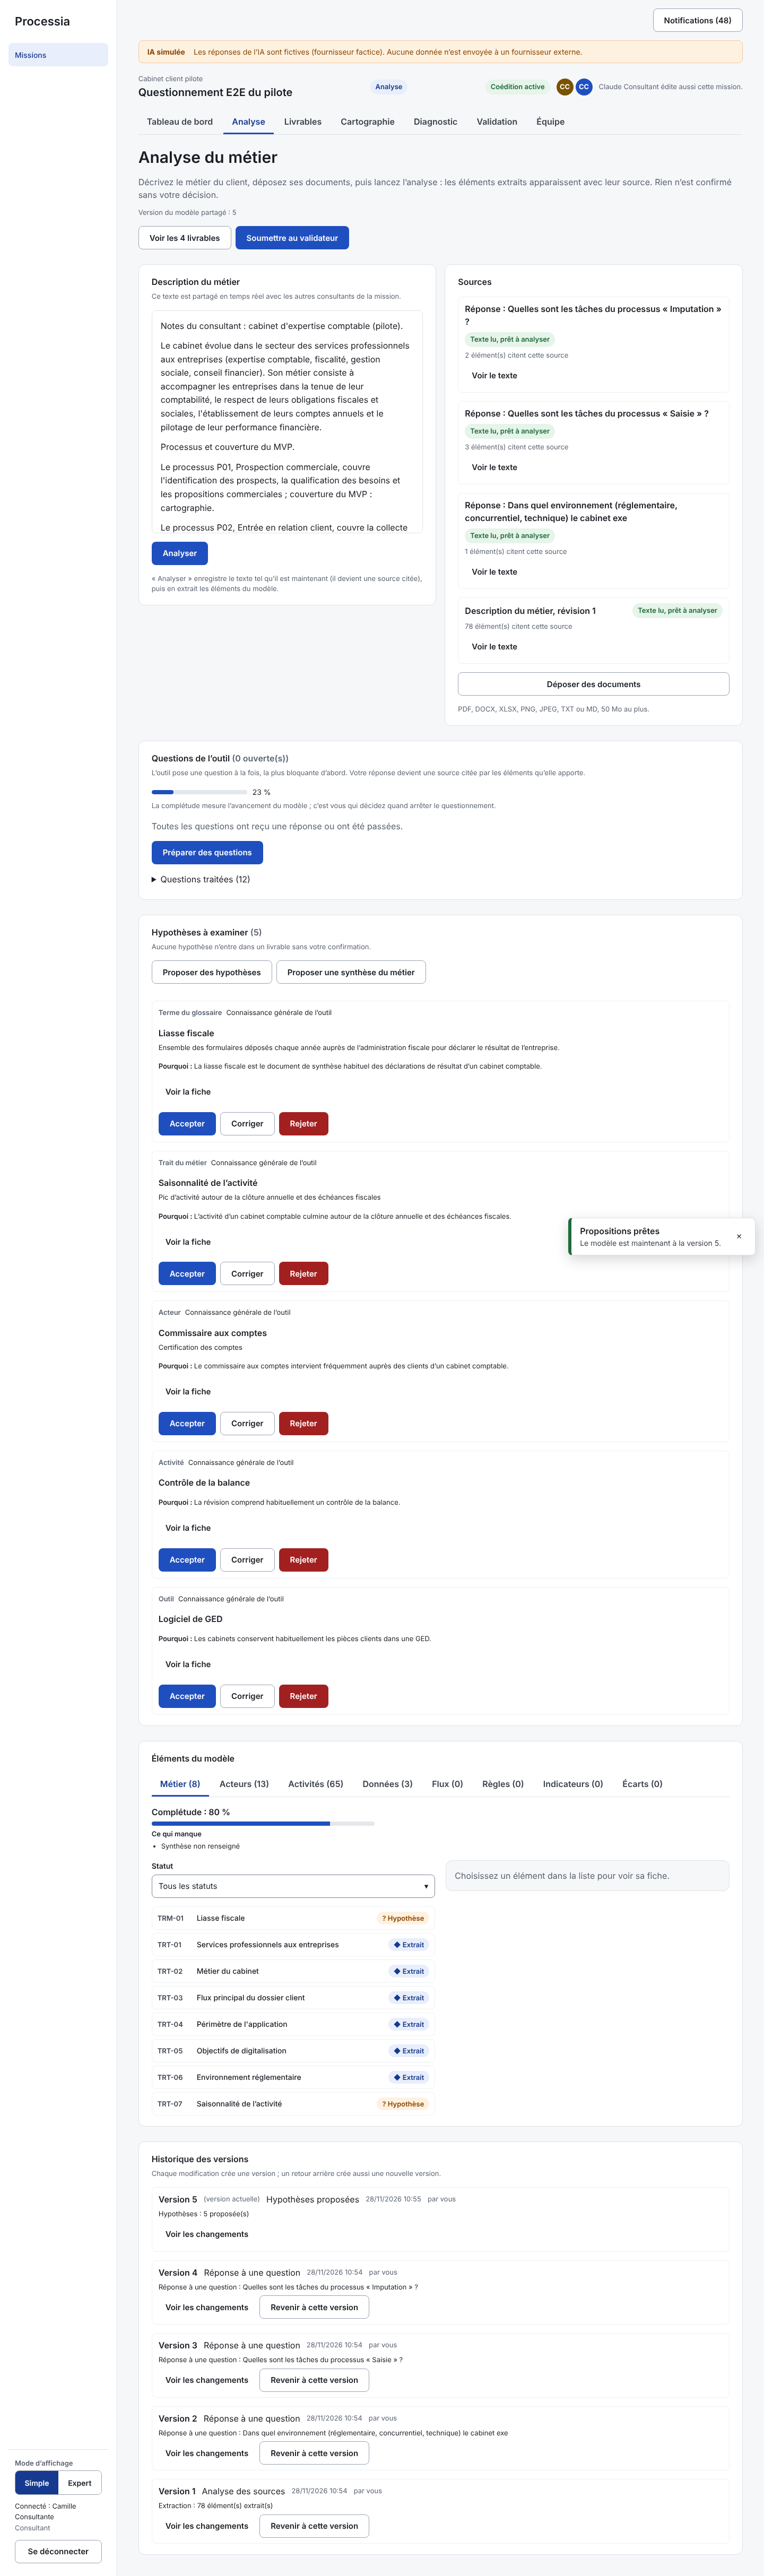 Processia
Missions
Notifications (48)
IA simulée Les réponses de l'IA sont fictives (fournisseur factice). Aucune donnée n'est envoyée à un fournisseur externe.
Cabinet client pilote
Questionnement E2E du pilote
Analyse
Coédition active
CC CC
Claude Consultant édite aussi cette mission.
Tableau de bord
Analyse
Livrables
Cartographie
Diagnostic
Validation
Équipe
Analyse du métier
Décrivez le métier du client, déposez ses documents, puis lancez l'analyse : les éléments extraits apparaissent avec leur source. Rien n'est confirmé
sans votre décision.
Version du modèle partagé : 5
Voir les 4 livrables
Soumettre au validateur
Description du métier
Ce texte est partagé en temps réel avec les autres consultants de la mission.
Notes du consultant : cabinet d'expertise comptable (pilote).
Le cabinet évolue dans le secteur des services professionnels
aux entreprises (expertise comptable, fiscalité, gestion
sociale, conseil financier). Son métier consiste à
accompagner les entreprises dans la tenue de leur
comptabilité, le respect de leurs obligations fiscales et
sociales, l'établissement de leurs comptes annuels et le
pilotage de leur performance financière.
Processus et couverture du MVP.
Le processus P01, Prospection commerciale, couvre
l'identification des prospects, la qualification des besoins et
les propositions commerciales ; couverture du MVP :
cartographie.
Le processus P02, Entrée en relation client, couvre la collecte
Analyser
« Analyser » enregistre le texte tel qu'il est maintenant (il devient une source citée),
puis en extrait les éléments du modèle.
Sources
Réponse : Quelles sont les tâches du processus « Imputation »
?
Texte lu, prêt à analyser
2 élément(s) citent cette source
Voir le texte
Réponse : Quelles sont les tâches du processus « Saisie » ?
Texte lu, prêt à analyser
3 élément(s) citent cette source
Voir le texte
Réponse : Dans quel environnement (réglementaire,
concurrentiel, technique) le cabinet exe
Texte lu, prêt à analyser
1 élément(s) citent cette source
Voir le texte
Description du métier, révision 1
Texte lu, prêt à analyser
78 élément(s) citent cette source
Voir le texte
Déposer des documents
PDF, DOCX, XLSX, PNG, JPEG, TXT ou MD, 50 Mo au plus.
Questions de l'outil (0 ouverte(s))
L'outil pose une question à la fois, la plus bloquante d'abord. Votre réponse devient une source citée par les éléments qu'elle apporte.
23 %
La complétude mesure l'avancement du modèle ; c'est vous qui décidez quand arrêter le questionnement.
Toutes les questions ont reçu une réponse ou ont été passées.
Préparer des questions
Questions traitées (12)
Hypothèses à examiner (5)
Aucune hypothèse n'entre dans un livrable sans votre confirmation.
Proposer des hypothèses
Proposer une synthèse du métier
Terme du glossaire Connaissance générale de l'outil
Liasse fiscale
Ensemble des formulaires déposés chaque année auprès de l'administration fiscale pour déclarer le résultat de l'entreprise.
Pourquoi : La liasse fiscale est le document de synthèse habituel des déclarations de résultat d'un cabinet comptable.
Voir la fiche
Accepter
Corriger
Rejeter
Trait du métier Connaissance générale de l'outil
Saisonnalité de l'activité
Pic d'activité autour de la clôture annuelle et des échéances fiscales
Pourquoi : L'activité d'un cabinet comptable culmine autour de la clôture annuelle et des échéances fiscales.
Voir la fiche
Accepter
Corriger
Rejeter
Propositions prêtes
Le modèle est maintenant à la version 5.
×
Acteur Connaissance générale de l'outil
Commissaire aux comptes
Certification des comptes
Pourquoi : Le commissaire aux comptes intervient fréquemment auprès des clients d'un cabinet comptable.
Voir la fiche
Accepter
Corriger
Rejeter
Activité Connaissance générale de l'outil
Contrôle de la balance
Pourquoi : La révision comprend habituellement un contrôle de la balance.
Voir la fiche
Accepter
Corriger
Rejeter
Outil Connaissance générale de l'outil
Logiciel de GED
Pourquoi : Les cabinets conservent habituellement les pièces clients dans une GED.
Voir la fiche
Accepter
Corriger
Rejeter
Éléments du modèle
Métier (8)
Acteurs (13)
Activités (65)
Données (3)
Flux (0)
Règles (0)
Indicateurs (0)
Écarts (0)
Complétude : 80 %
Ce qui manque
• Synthèse non renseigné
Statut
Tous les statuts
Choisissez un élément dans la liste pour voir sa fiche.
TRM-01 Liasse fiscale ? Hypothèse
TRT-01 Services professionnels aux entreprises ◆ Extrait
TRT-02 Métier du cabinet ◆ Extrait
TRT-03 Flux principal du dossier client ◆ Extrait
TRT-04 Périmètre de l'application ◆ Extrait
TRT-05 Objectifs de digitalisation ◆ Extrait
TRT-06 Environnement réglementaire ◆ Extrait
TRT-07 Saisonnalité de l'activité ? Hypothèse
Historique des versions
Chaque modification crée une version ; un retour arrière crée aussi une nouvelle version.
Version 5 (version actuelle) Hypothèses proposées 28/11/2026 10:55 par vous
Hypothèses : 5 proposée(s)
Voir les changements
Version 4 Réponse à une question 28/11/2026 10:54 par vous
Réponse à une question : Quelles sont les tâches du processus « Imputation » ?
Voir les changements
Revenir à cette version
Version 3 Réponse à une question 28/11/2026 10:54 par vous
Réponse à une question : Quelles sont les tâches du processus « Saisie » ?
Voir les changements
Revenir à cette version
Version 2 Réponse à une question 28/11/2026 10:54 par vous
Réponse à une question : Dans quel environnement (réglementaire, concurrentiel, technique) le cabinet exe
Voir les changements
Revenir à cette version
Version 1 Analyse des sources 28/11/2026 10:54 par vous
Extraction : 78 élément(s) extrait(s)
Voir les changements
Revenir à cette version
Mode d'affichage
Simple
Expert
Connecté : Camille
Consultante
Consultant
Se déconnecter